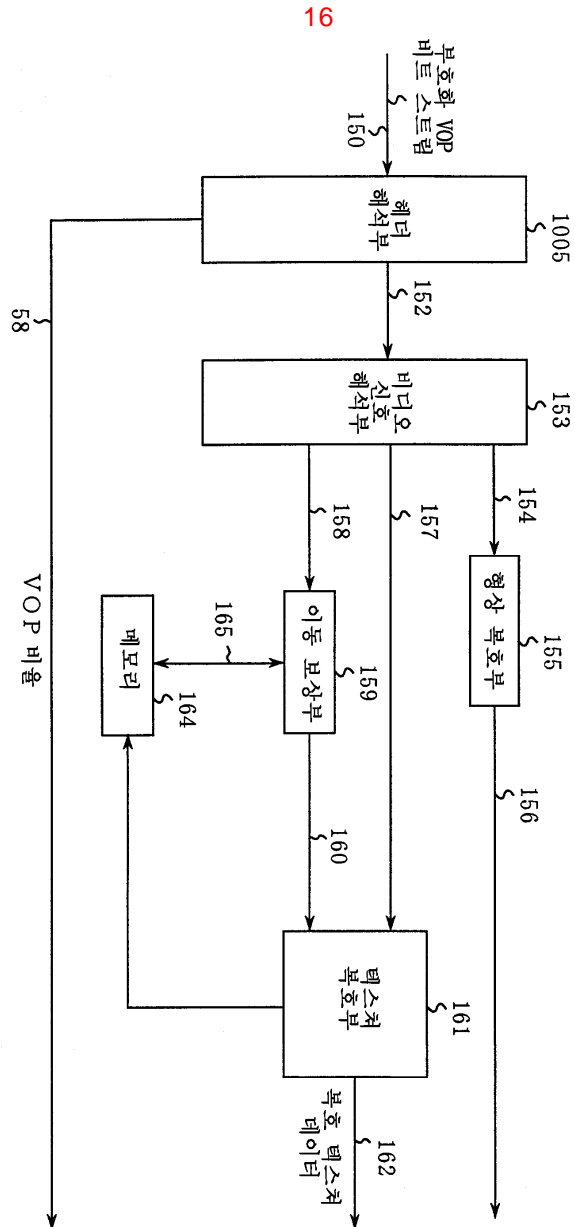 16
부호화 VOP
비트 스트림
150
헤더
해석부
1005
152
58
비디오
신호
해석부
153
154
157
158
형상 복호부
155
156
이동 보상부
159
160
165
메모리
164
텍스쳐
복호부
161
복호 텍스쳐
데이터
162
VOP 비율